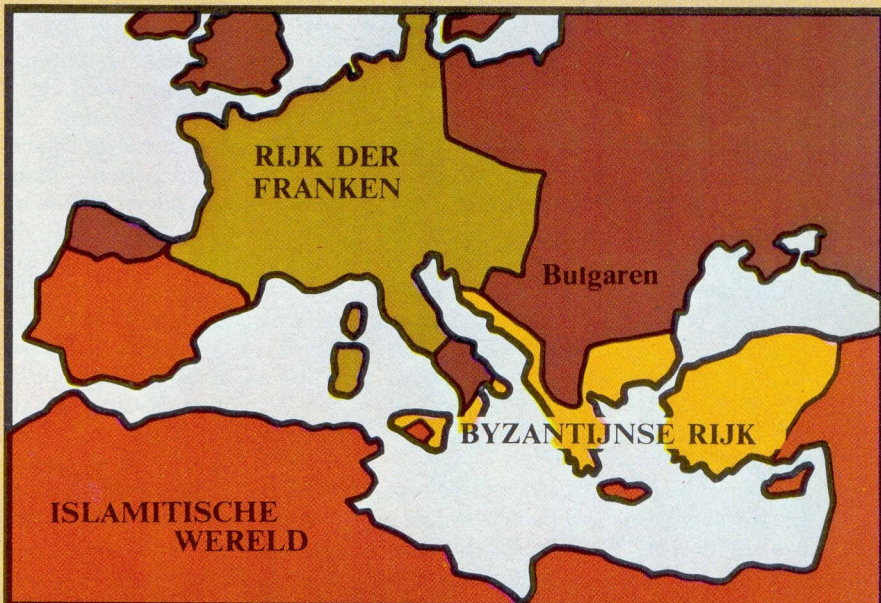 RIJK DER
FRANKEN
Bulgaren
BYZANTIJNSE RIJK
ISLAMITISCHE
WERELD